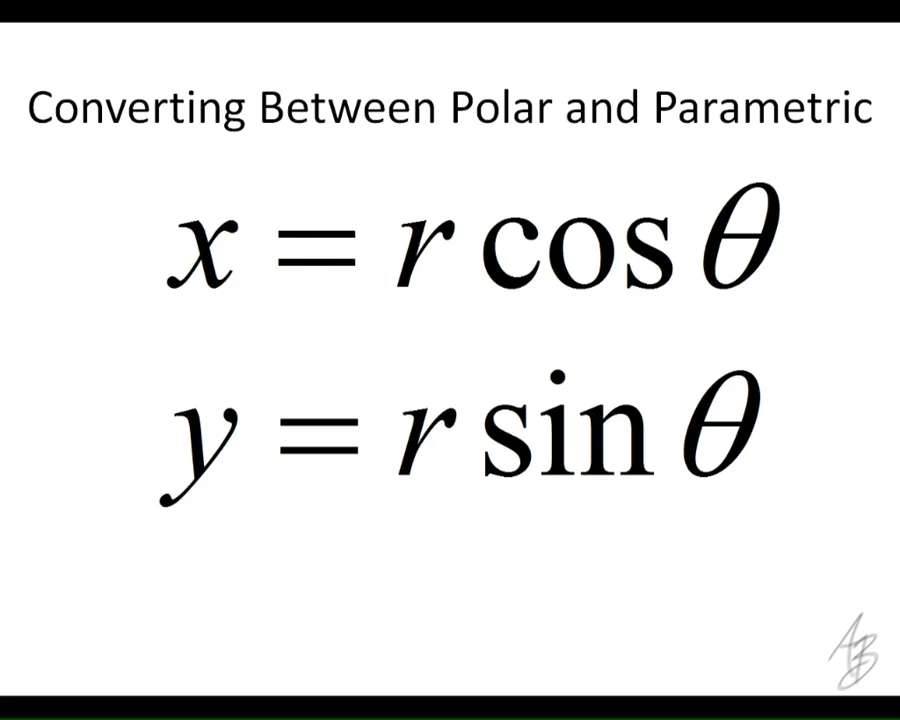 Converting Between Polar and Parametric
x = r cos θ
y = r sin θ